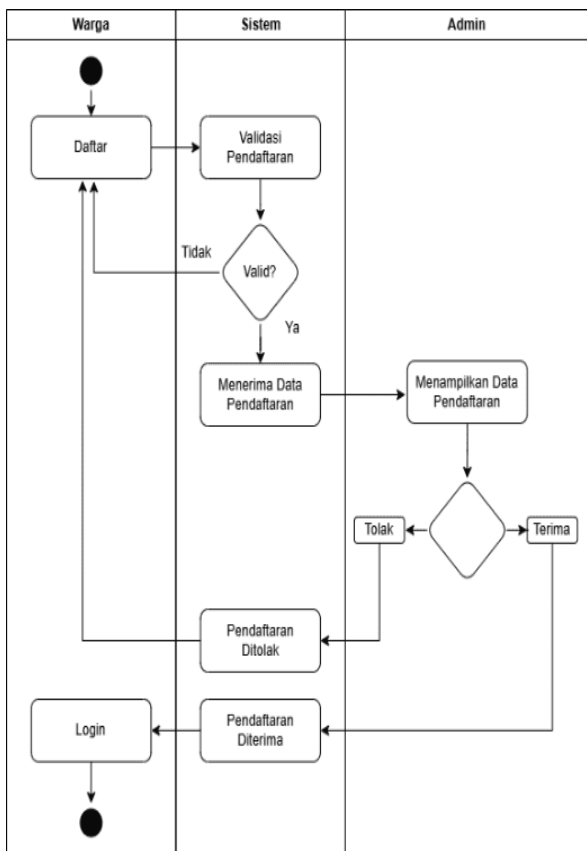 Warga
Sistem
Admin
Daftar
Validasi
Pendaftaran
Tidak
Valid?
Ya
Menerima Data
Pendaftaran
Menampilkan Data
Pendaftaran
Tolak
Terima
Pendaftaran
Ditolak
Login
Pendaftaran
Diterima